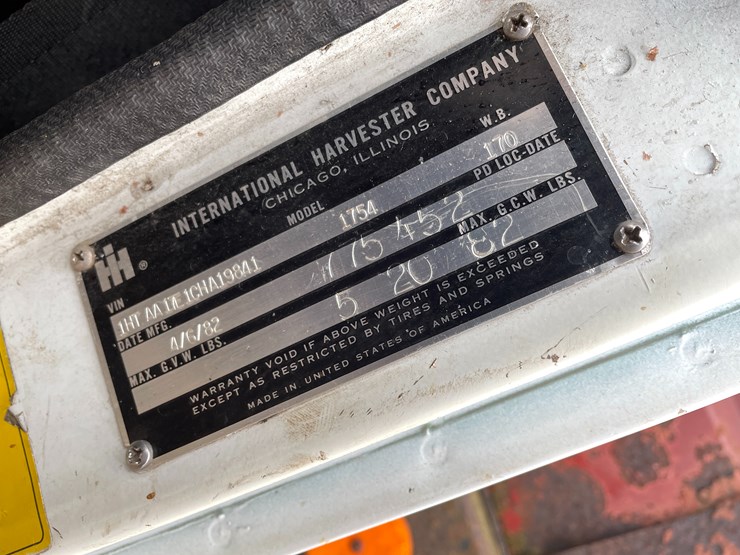 INTERNATIONAL HARVESTER COMPANY
CHICAGO, ILLINOIS
IH ®
VIN MODEL W.B.
1754 170
DATE MFG. PD LOC-DATE
4/6/82 75452
MAX. G.V.W. LBS. MAX. G.C.W. LBS.
5 20 82
WARRANTY VOID IF ABOVE WEIGHT IS EXCEEDED
EXCEPT AS RESTRICTED BY TIRES AND SPRINGS
MADE IN UNITED STATES OF AMERICA